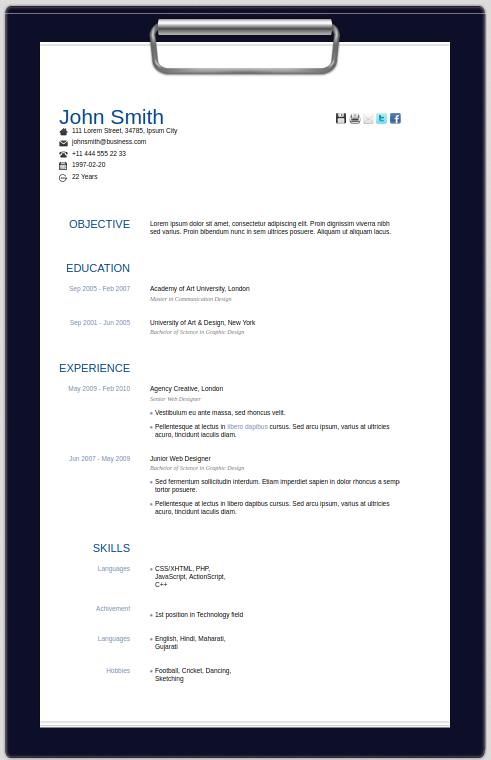 John Smith
111 Lorem Street, 34785, Ipsum City
johnsmith@business.com
+11 444 555 22 33
1997-02-20
22 Years
OBJECTIVE
Lorem ipsum dolor sit amet, consectetur adipiscing elit. Proin dignissim viverra nibh
sed varius. Proin bibendum nunc in sem ultrices posuere. Aliquam ut aliquam lacus.
EDUCATION
Sep 2005 - Feb 2007
Academy of Art University, London
Master in Communication Design
Sep 2001 - Jun 2005
University of Art & Design, New York
Bachelor of Science in Graphic Design
EXPERIENCE
May 2009 - Feb 2010
Agency Creative, London
Senior Web Designer
Vestibulum eu ante massa, sed rhoncus velit.
Pellentesque at lectus in libero dapibus cursus. Sed arcu ipsum, varius at ultricies
acuro, tincidunt iaculis diam.
Jun 2007 - May 2009
Junior Web Designer
Bachelor of Science in Graphic Design
Sed fermentum sollicitudin interdum. Etiam imperdiet sapien in dolor rhoncus a semp
tortor posuere.
Pellentesque at lectus in libero dapibus cursus. Sed arcu ipsum, varius at ultricies
acuro, tincidunt iaculis diam.
SKILLS
Languages
CSS/XHTML, PHP,
JavaScript, ActionScript,
C++
Achivement
1st position in Technology field
Languages
English, Hindi, Maharati,
Gujarati
Hobbies
Football, Cricket, Dancing,
Sketching